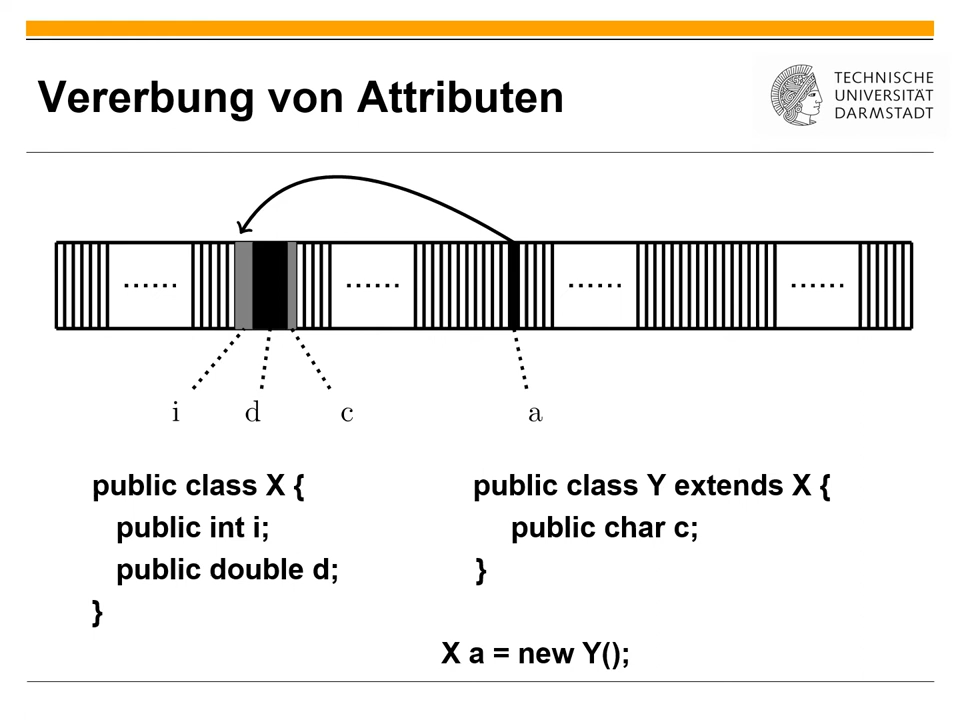 Vererbung von Attributen
TECHNISCHE
UNIVERSITÄT
DARMSTADT
...... ...... ...... ......
i d c a
public class X {
public int i;
public double d;
}
public class Y extends X {
public char c;
}
X a = new Y();